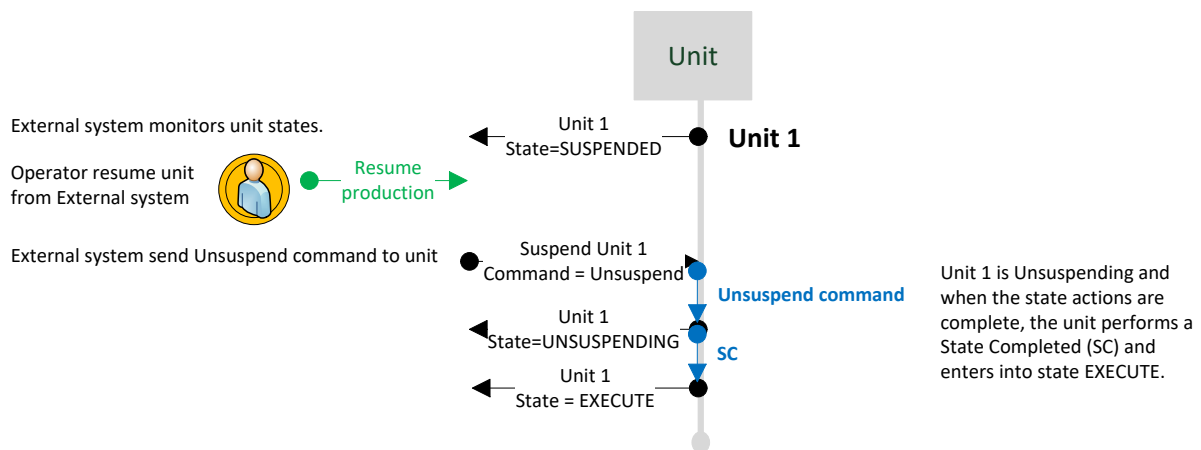 Unit
External system monitors unit states.
Unit 1
State=SUSPENDED
Unit 1
Operator resume unit
from External system
Resume
production
External system send Unsuspend command to unit
Suspend Unit 1
Command = Unsuspend
Unsuspend command
Unit 1 is Unsuspending and
when the state actions are
complete, the unit performs a
State Completed (SC) and
enters into state EXECUTE.
Unit 1
State=UNSUSPENDING
SC
Unit 1
State = EXECUTE